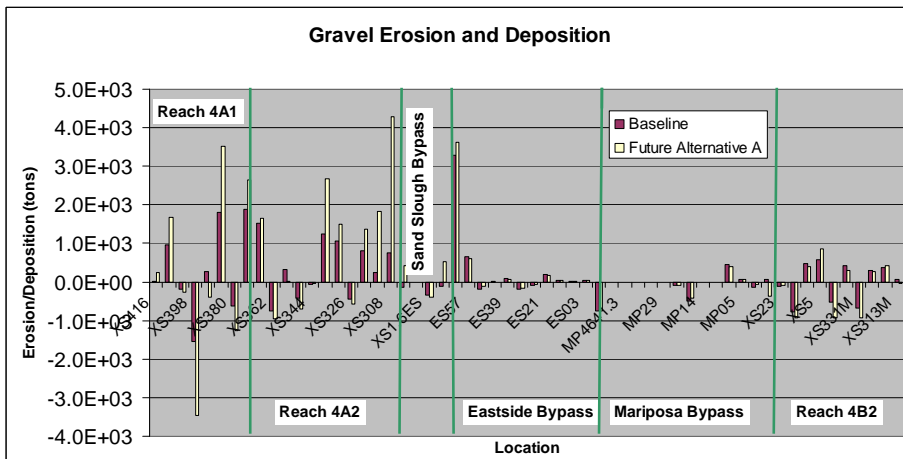 Gravel Erosion and Deposition
5.0E+03
4.0E+03
3.0E+03
2.0E+03
1.0E+03
0.0E+00
-1.0E+03
-2.0E+03
-3.0E+03
-4.0E+03
Erosion/Deposition (tons)
Reach 4A1
Sand Slough Bypass
Baseline
Future Alternative A
XS416
XS398
XS380
XS362
XS344
XS326
XS308
ES57
ES39
ES21
ES03
MP29
MP14
MP05
XS23
XS5
XS331M
XS313M
Reach 4A2
Eastside Bypass
Mariposa Bypass
Reach 4B2
Location